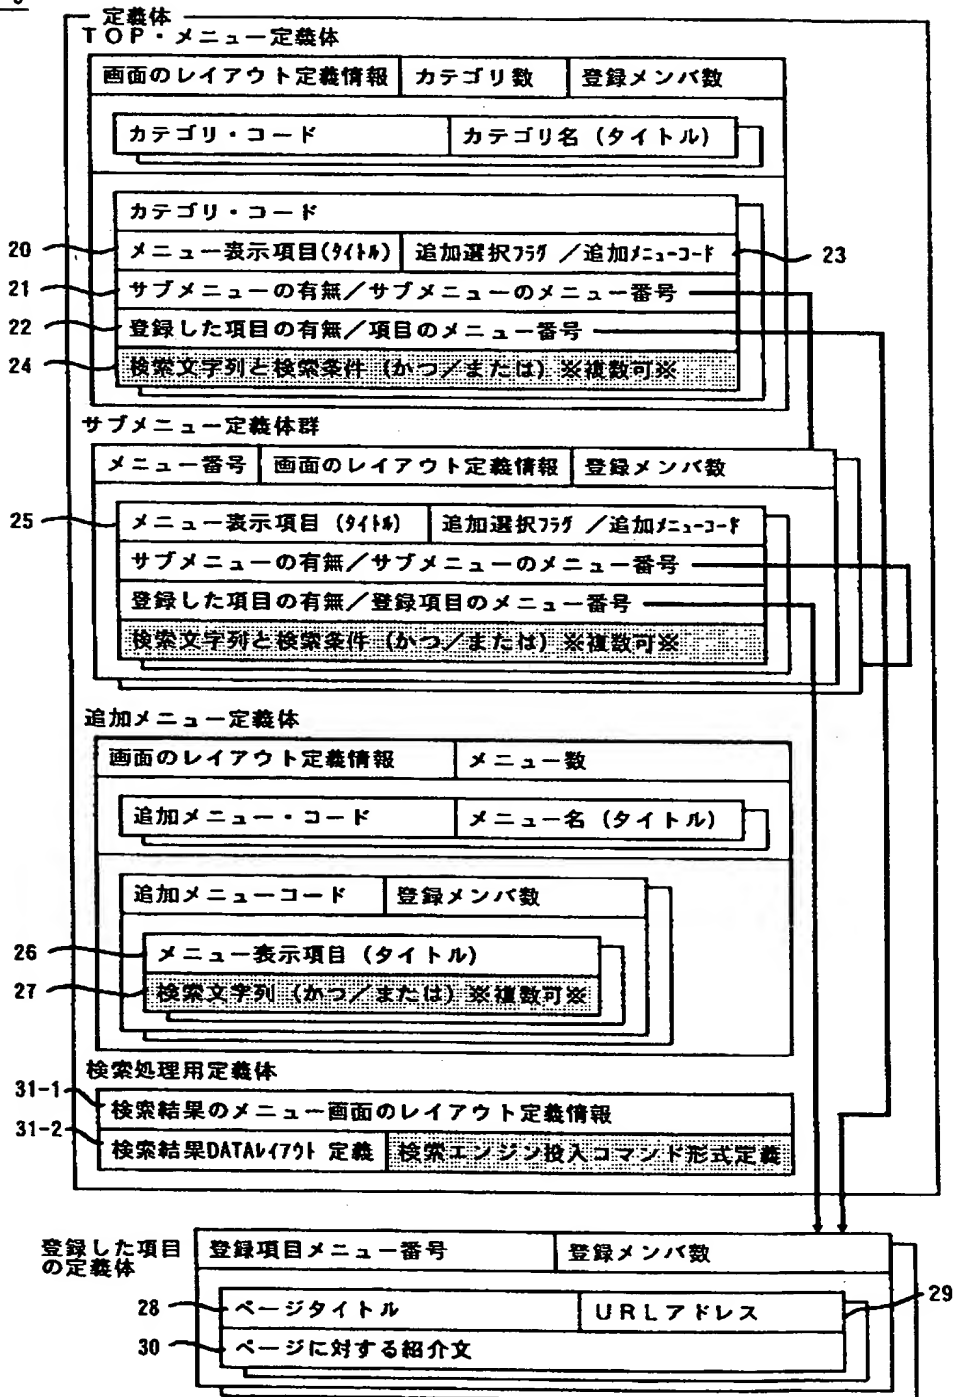 定義体
TOP・メニュー定義体
画面のレイアウト定義情報 カテゴリ数 登録メンバ数
カテゴリ・コード カテゴリ名(タイトル)
カテゴリ・コード
20 メニュー表示項目(タイトル) 追加選択フラグ/追加メニューコード 23
21 サブメニューの有無/サブメニューのメニュー番号
22 登録した項目の有無/項目のメニュー番号
24 検索文字列と検索条件(かつ/または)※複数可※
サブメニュー定義体群
メニュー番号 画面のレイアウト定義情報 登録メンバ数
25 メニュー表示項目(タイトル) 追加選択フラグ/追加メニューコード
サブメニューの有無/サブメニューのメニュー番号
登録した項目の有無/登録項目のメニュー番号
検索文字列と検索条件(かつ/または)※複数可※
追加メニュー定義体
画面のレイアウト定義情報 メニュー数
追加メニュー・コード メニュー名(タイトル)
追加メニューコード 登録メンバ数
26 メニュー表示項目(タイトル)
27 検索文字列(かつ/または)※複数可※
検索処理用定義体
31-1 検索結果のメニュー画面のレイアウト定義情報
31-2 検索結果DATAレイアウト定義 検索エンジン投入コマンド形式定義
登録した項目
の定義体
登録項目メニュー番号 登録メンバ数
28 ページタイトル URLアドレス 29
30 ページに対する紹介文